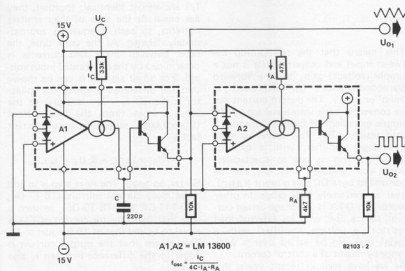 15 V
U_C
U_O1
33k
I_C
I_A
47k
A1
A2
+
+
U_O2
C
220 p
10k
R_A
4k7
10k
15 V
A1,A2 = LM 13600
82103 - 2
f_osc = I_C / 4C·I_A·R_A